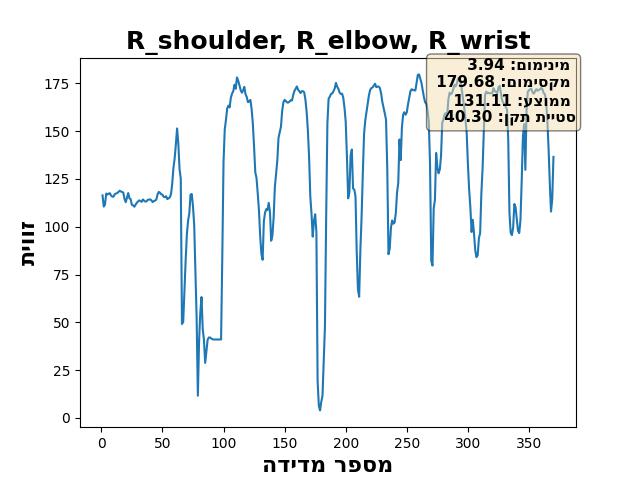 R_shoulder, R_elbow, R_wrist
מינימום: 3.94
מקסימום: 179.68
ממוצע: 131.11
סטיית תקן: 40.30
זווית
175
150
125
100
75
50
25
0
0 50 100 150 200 250 300 350
מספר מדידה